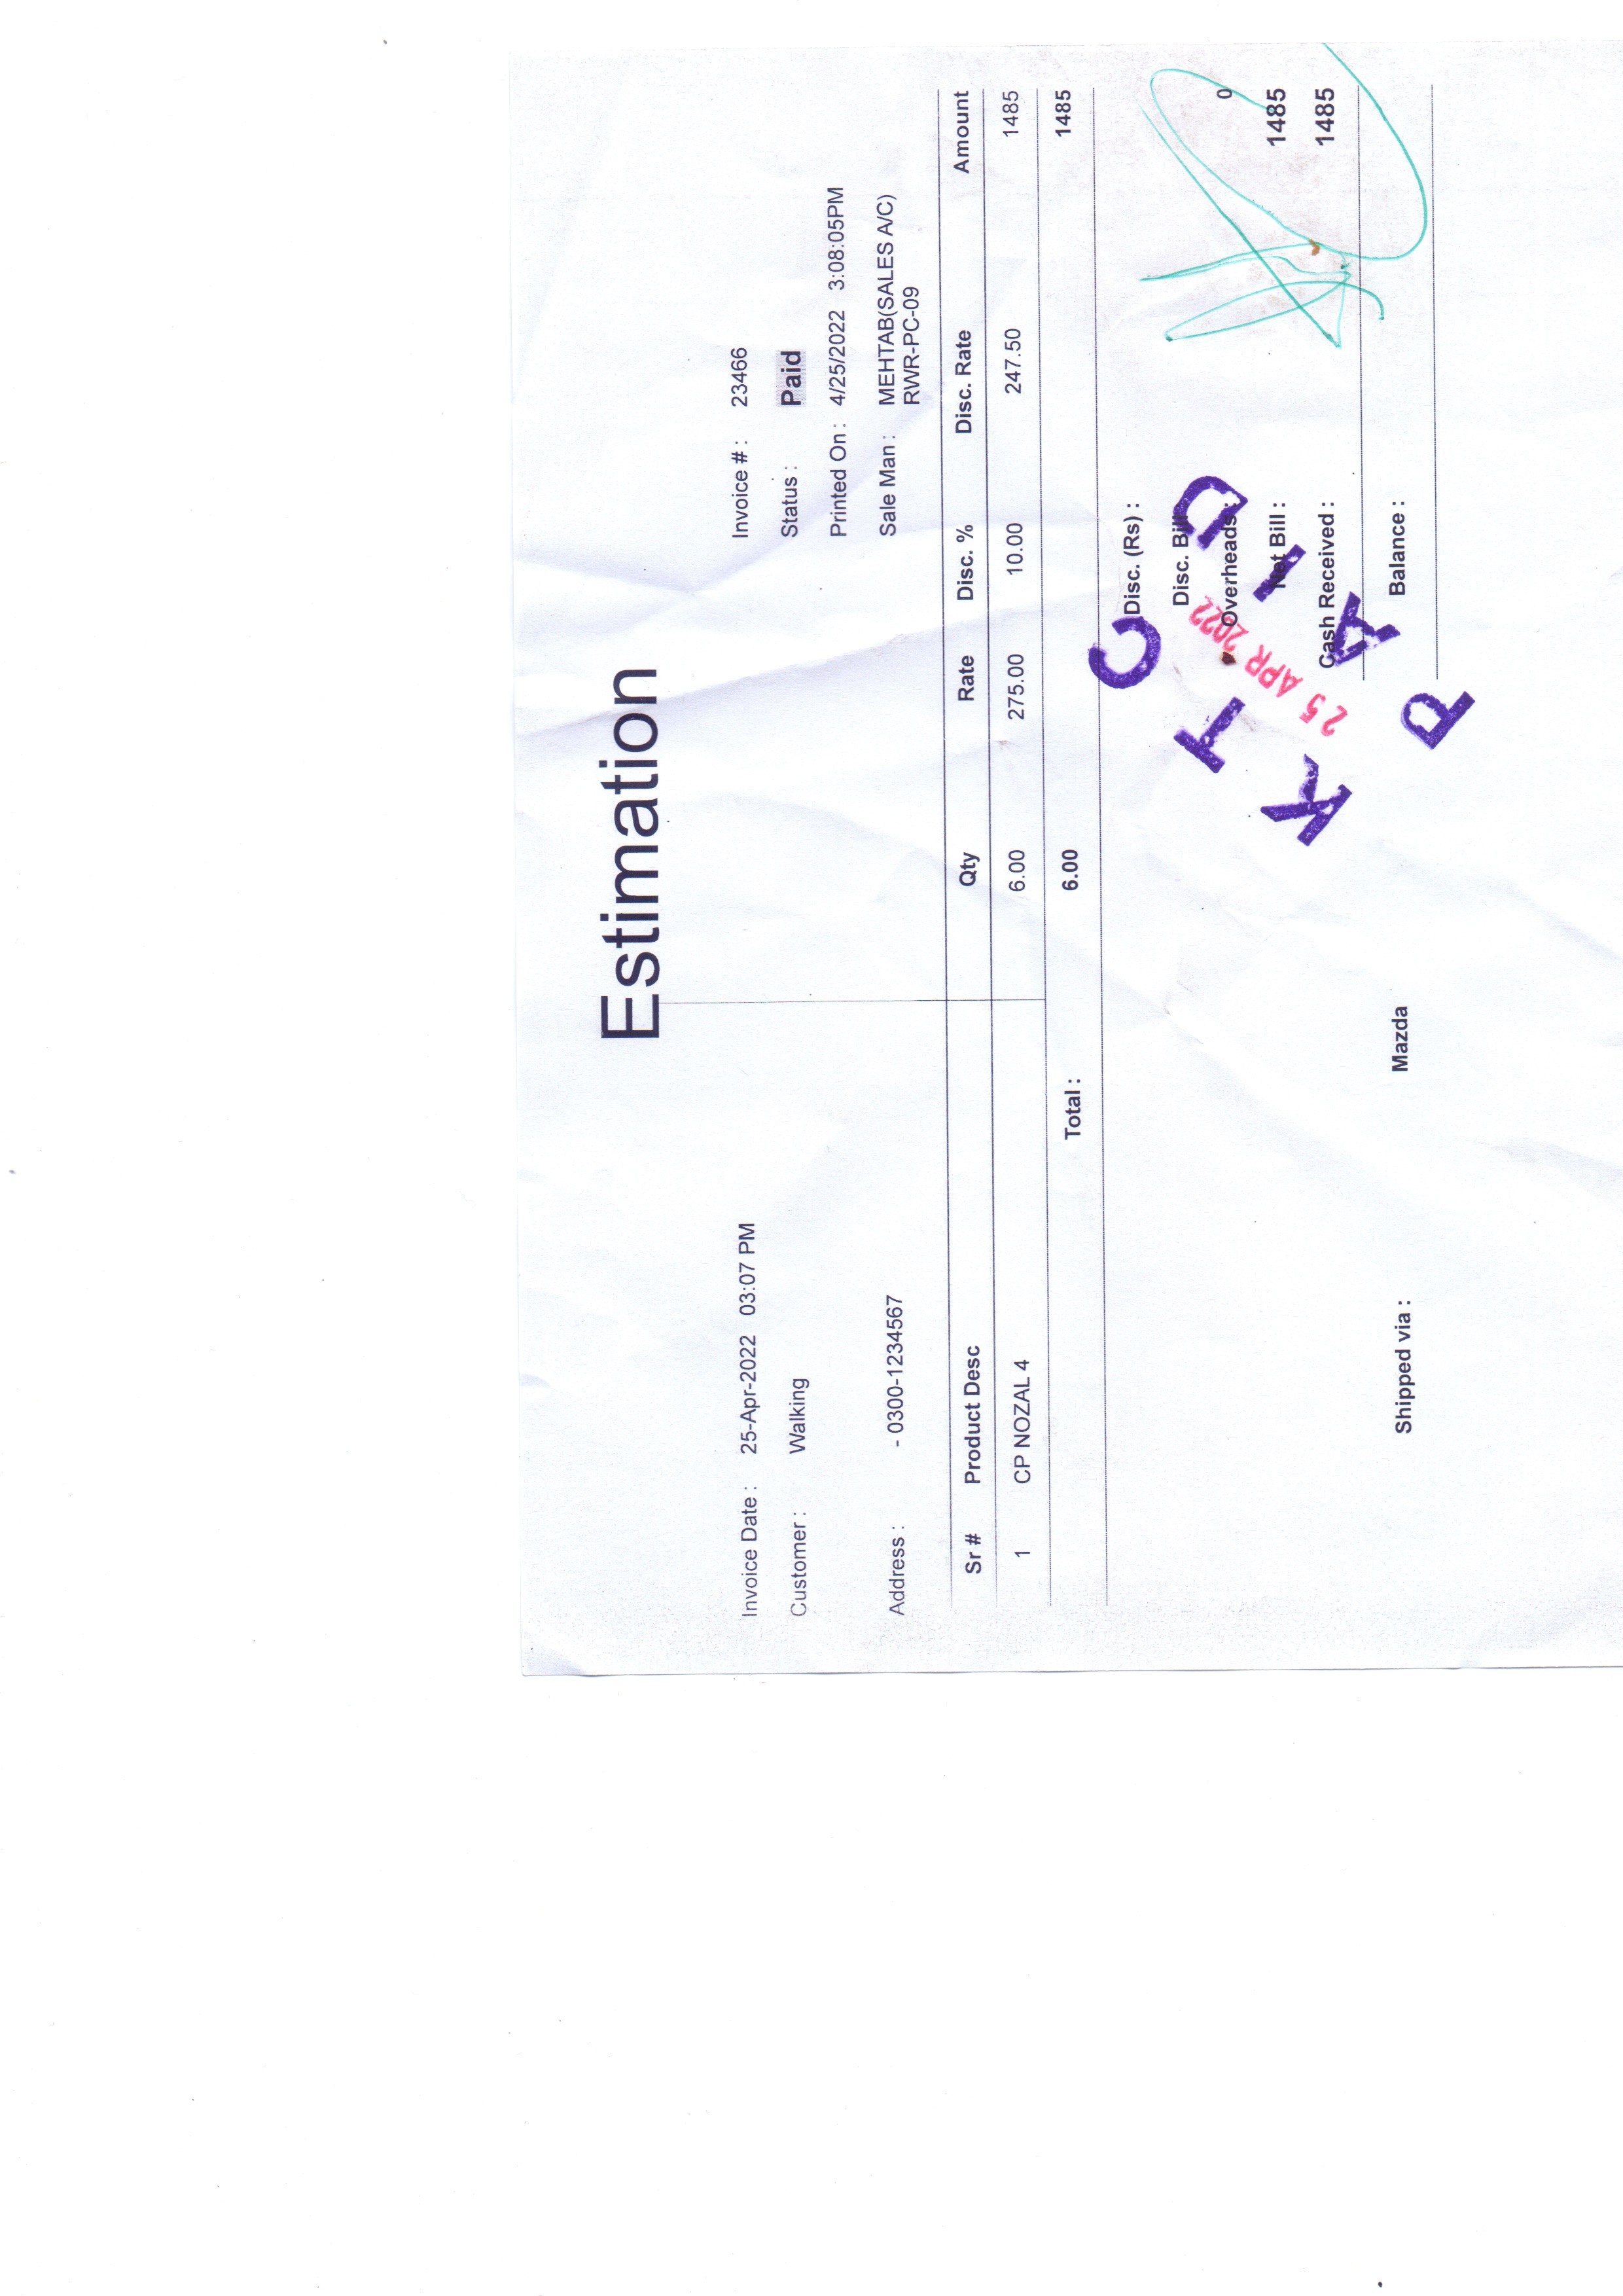 Estimation
Invoice Date : 25-Apr-2022 03:07 PM Invoice # : 23466
Customer : Walking Status : Paid
Printed On : 4/25/2022 3:08:05PM
Address : - 0300-1234567 Sale Man : MEHTAB(SALES A/C)
RWR-PC-09
Sr # Product Desc Qty Rate Disc. % Disc. Rate Amount
1 CP NOZAL 4 6.00 275.00 10.00 247.50 1485
Total : 6.00 1485
Disc. (Rs) :
Disc. Bill
Overheads : 0
Net Bill : 1485
Cash Received : 1485
Shipped via : Mazda Balance :
K T C
25 APR 2022
P A I D